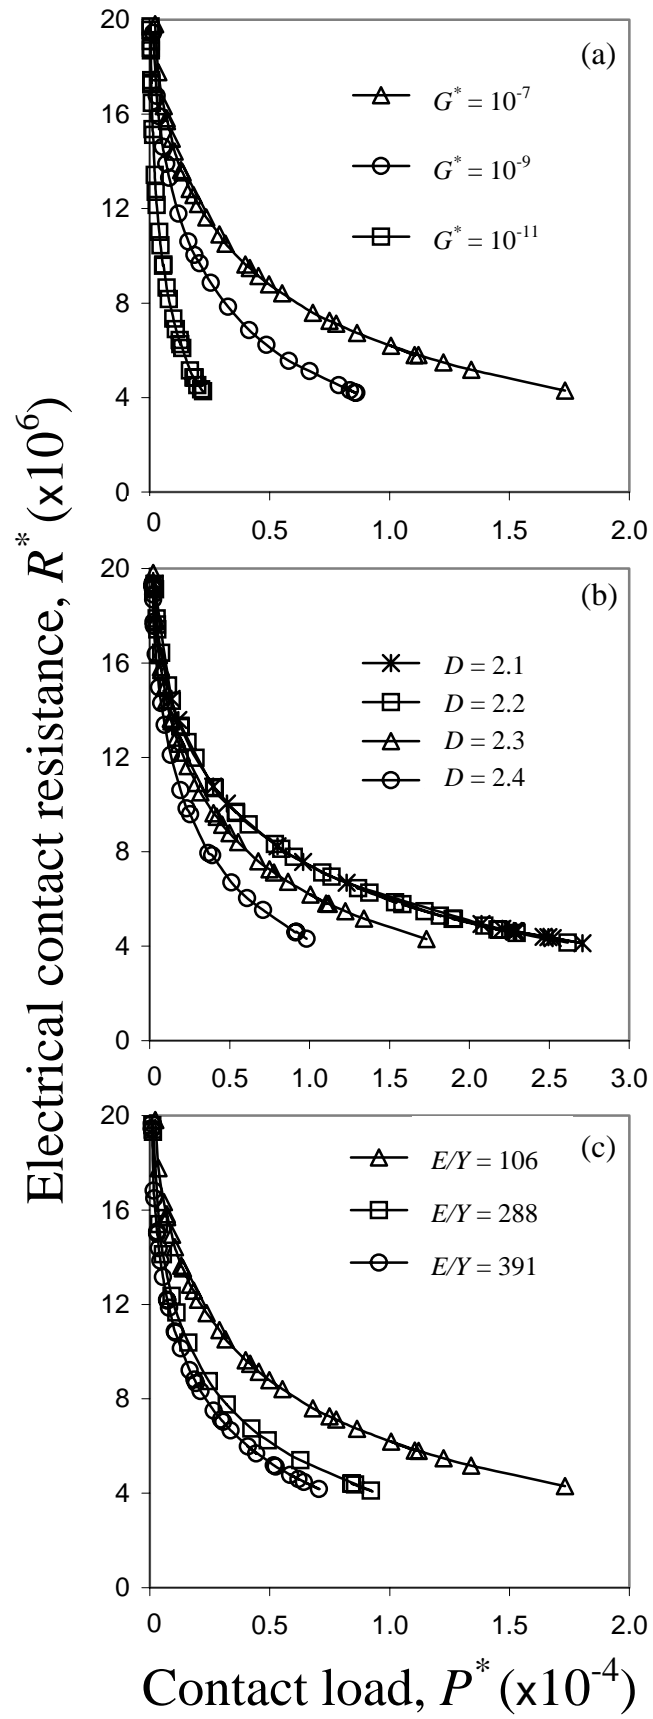 Electrical contact resistance, R* (x10⁶)
20
16
12
8
4
0
(a)
G* = 10⁻⁷
G* = 10⁻⁹
G* = 10⁻¹¹
0 0.5 1.0 1.5 2.0
20
16
12
8
4
0
(b)
D = 2.1
D = 2.2
D = 2.3
D = 2.4
0 0.5 1.0 1.5 2.0 2.5 3.0
20
16
12
8
4
0
(c)
E/Y = 106
E/Y = 288
E/Y = 391
0 0.5 1.0 1.5 2.0
Contact load, P* (x10⁻⁴)